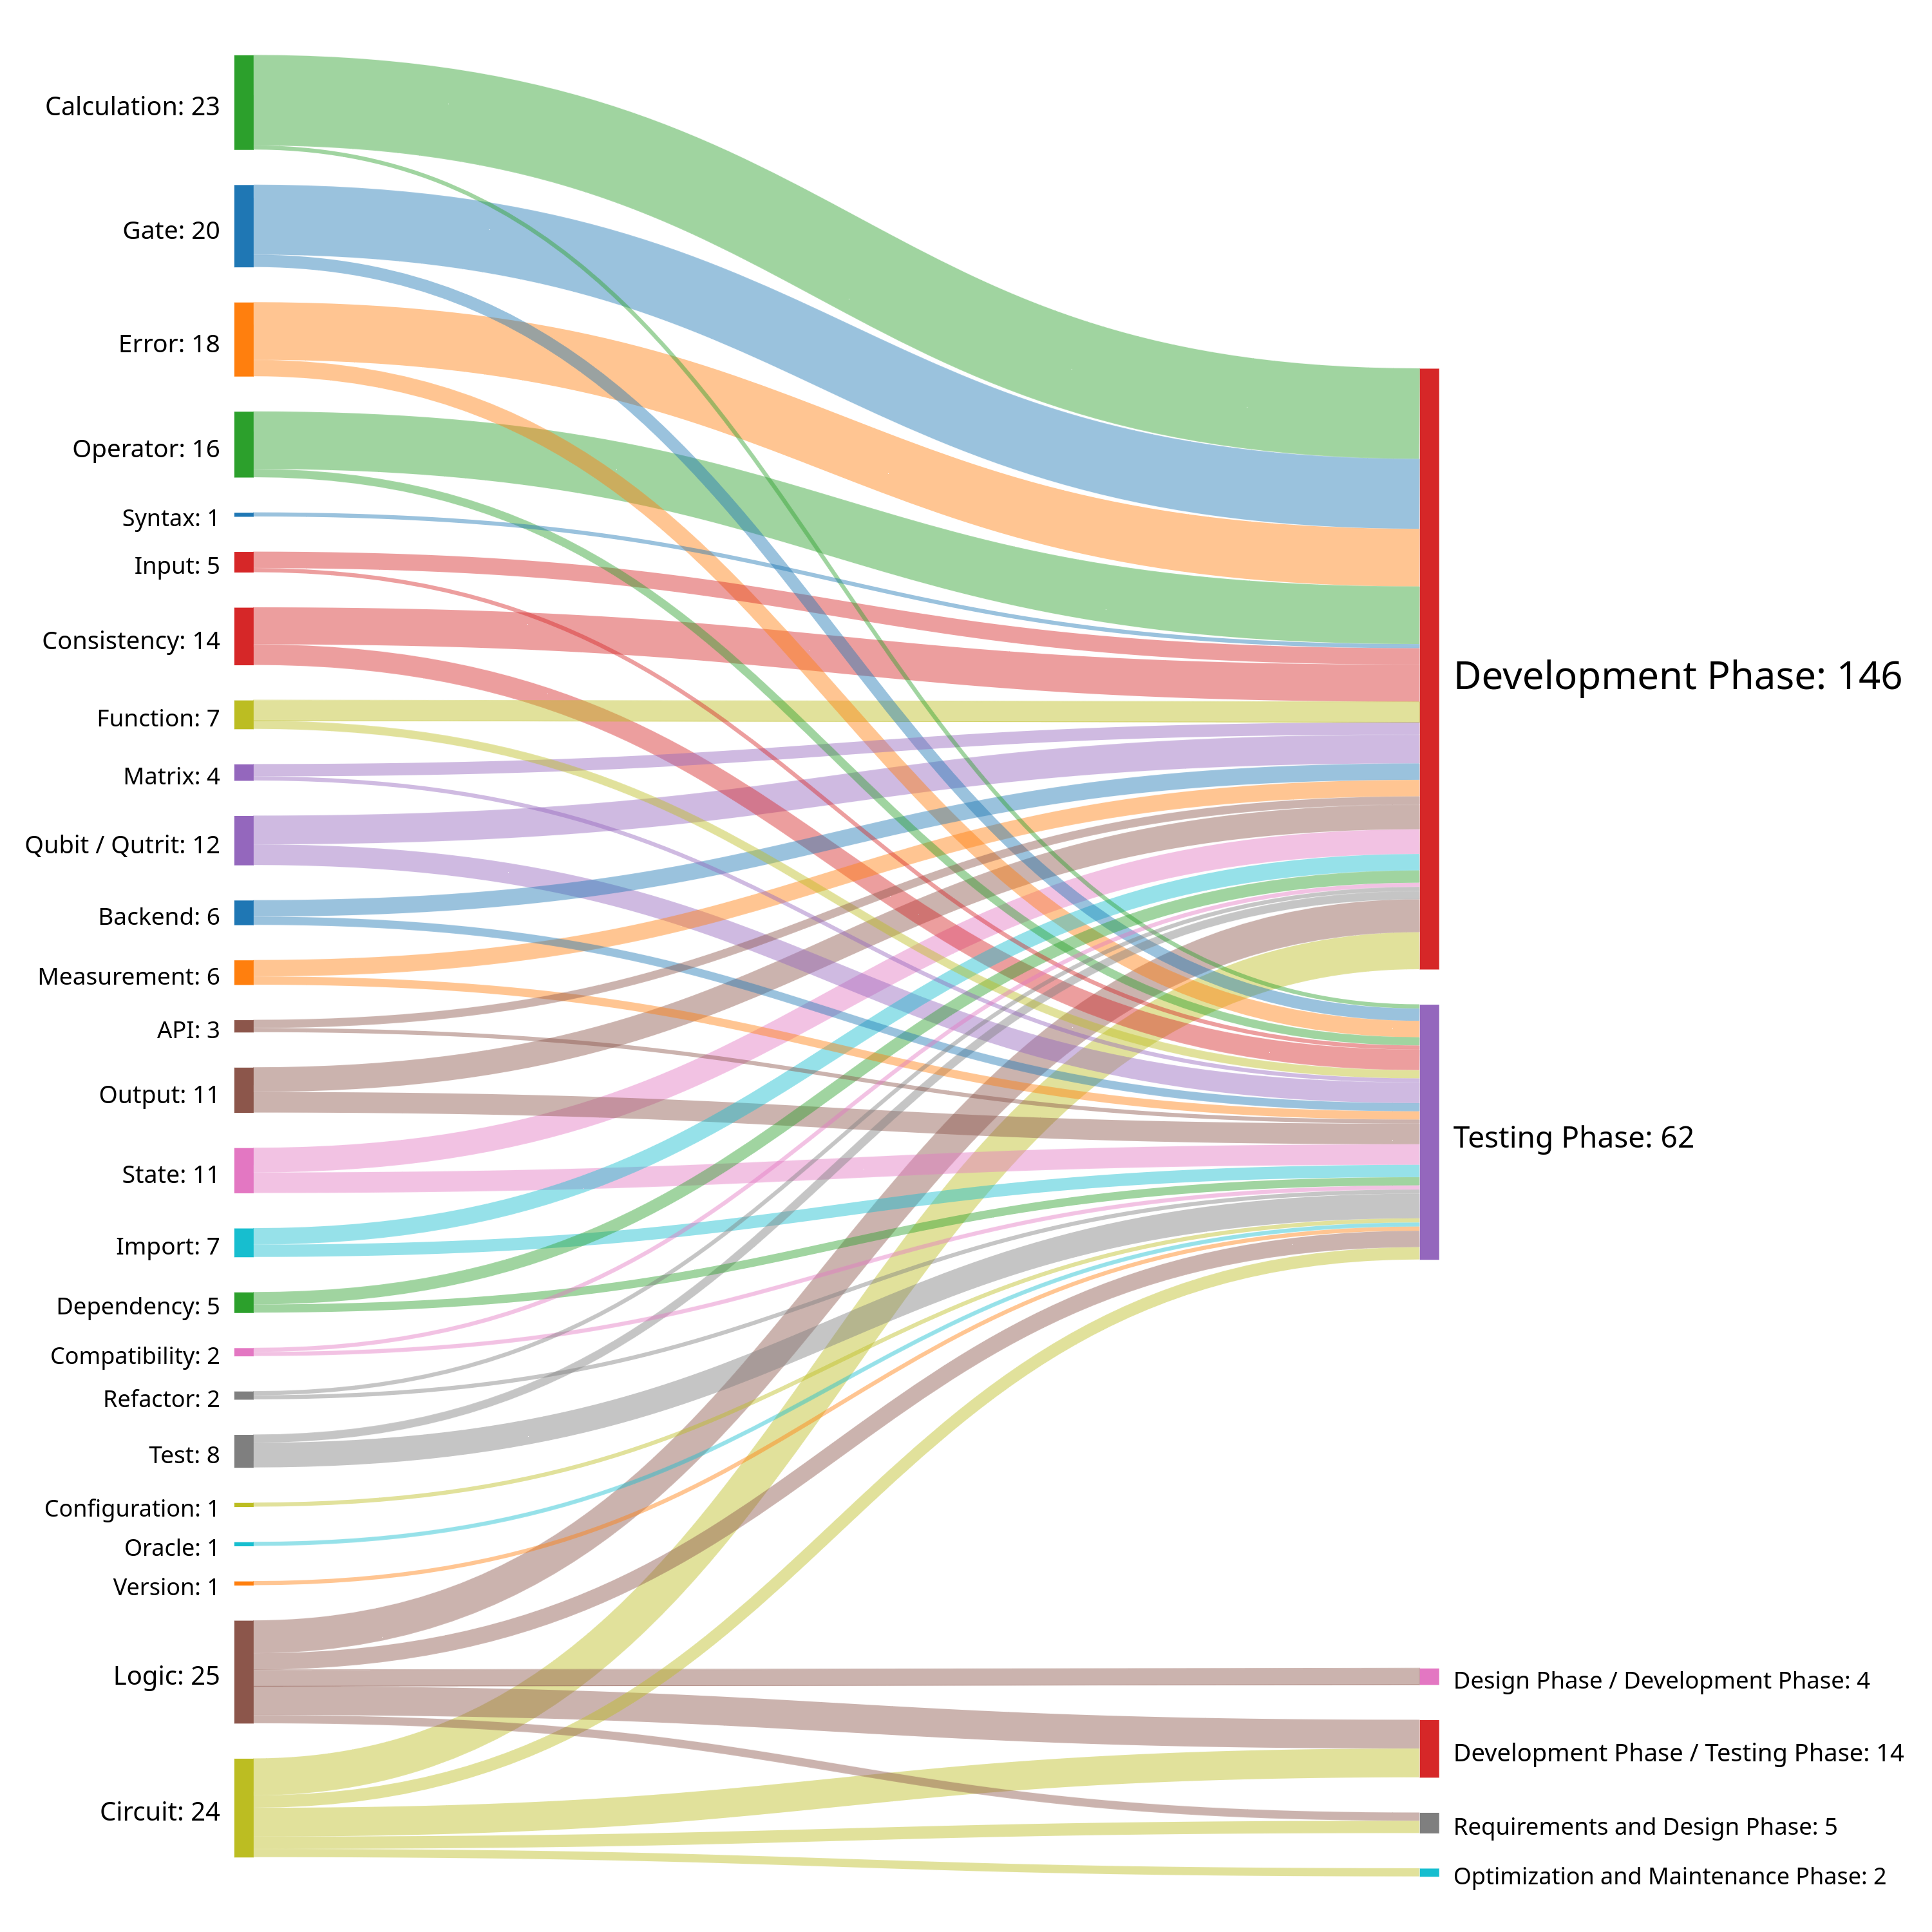 Calculation: 23
Gate: 20
Error: 18
Operator: 16
Syntax: 1
Input: 5
Consistency: 14
Function: 7
Matrix: 4
Qubit / Qutrit: 12
Backend: 6
Measurement: 6
API: 3
Output: 11
State: 11
Import: 7
Dependency: 5
Compatibility: 2
Refactor: 2
Test: 8
Configuration: 1
Oracle: 1
Version: 1
Logic: 25
Circuit: 24
Development Phase: 146
Testing Phase: 62
Design Phase / Development Phase: 4
Development Phase / Testing Phase: 14
Requirements and Design Phase: 5
Optimization and Maintenance Phase: 2